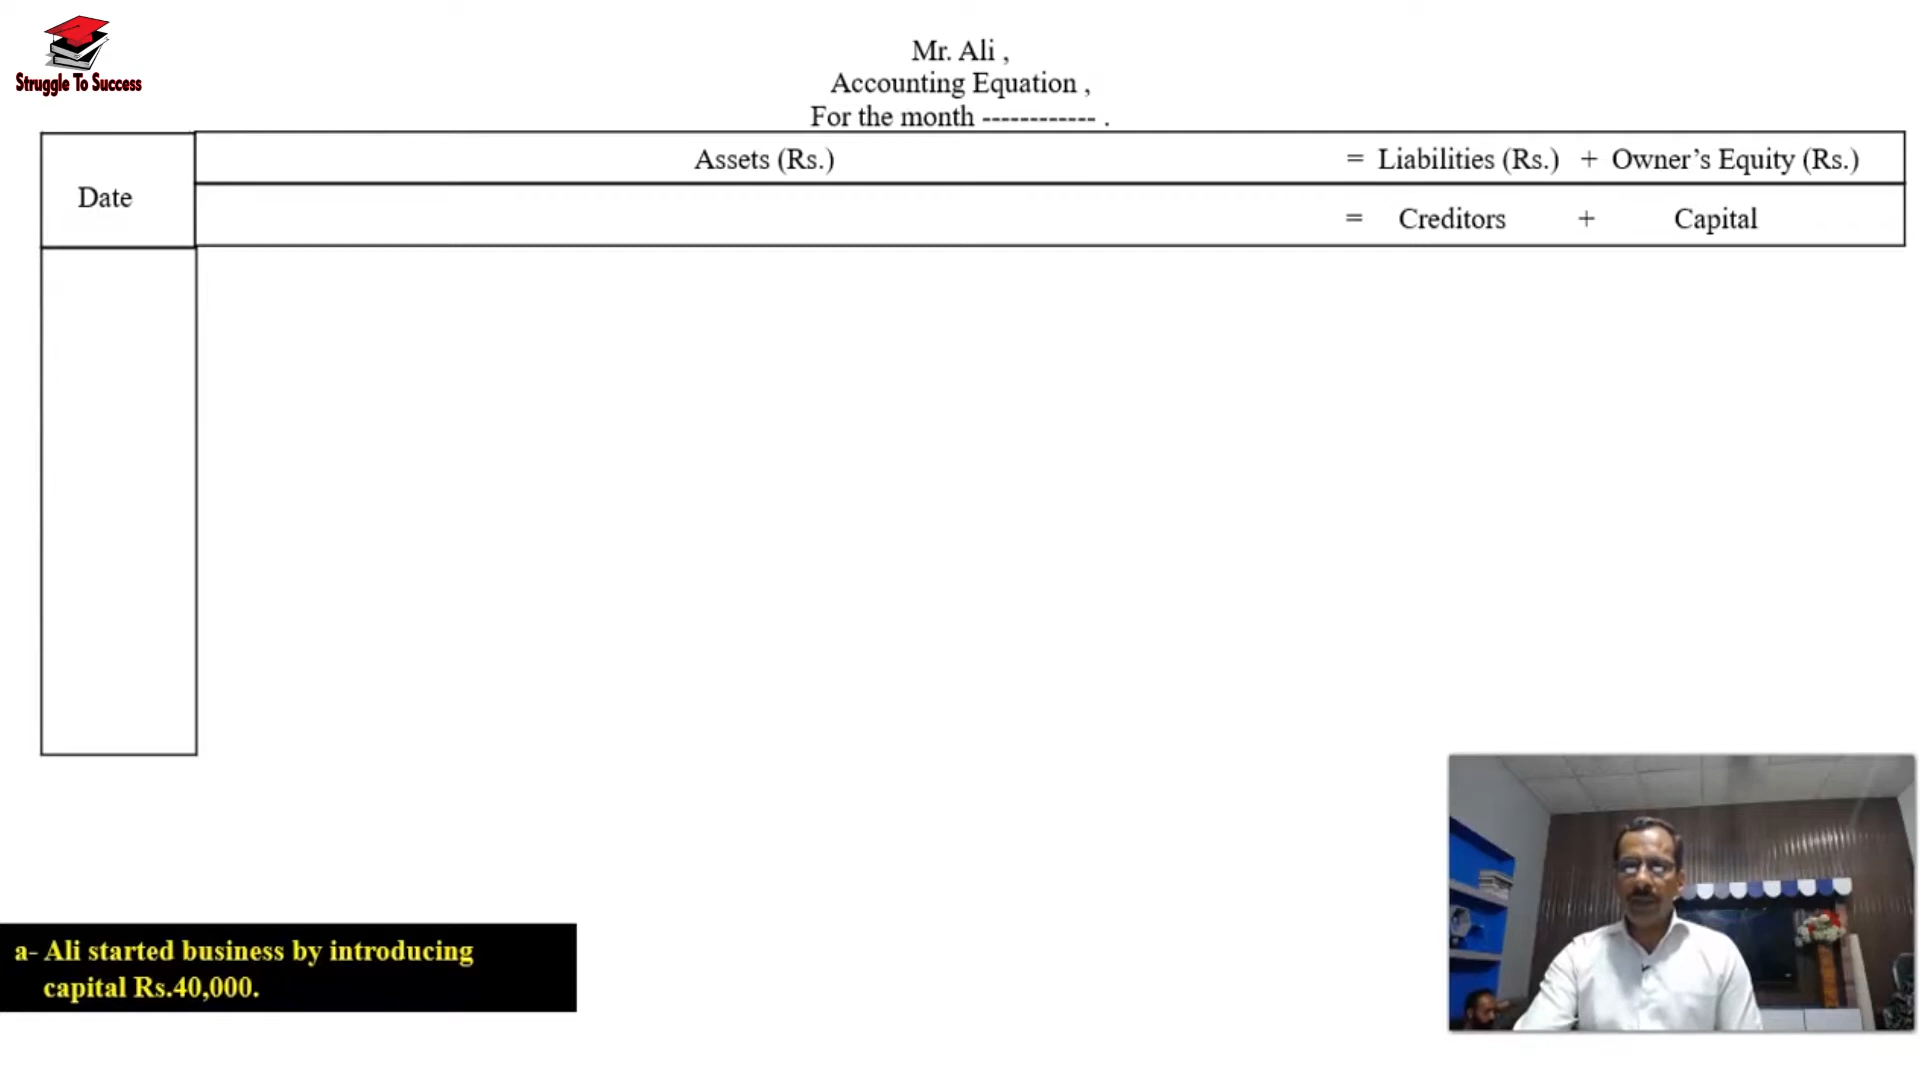 Struggle To Success
Mr. Ali ,
Accounting Equation ,
For the month ------------ .
Date
Assets (Rs.) = Liabilities (Rs.) + Owner’s Equity (Rs.)
= Creditors + Capital
a- Ali started business by introducing
capital Rs.40,000.